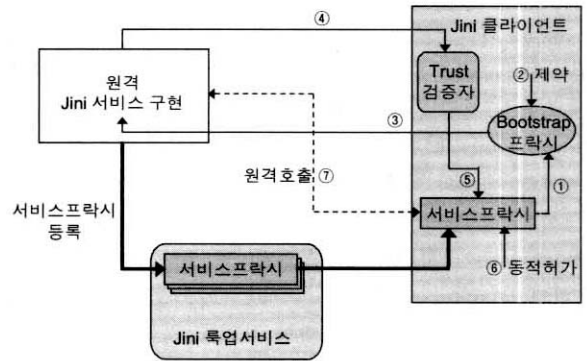 ④
Jini 클라이언트
원격
Jini 서비스 구현
Trust
검증자
② 제약
③
Bootstrap
프락시
원격호출 ⑦
⑤
①
서비스프락시
등록
서비스프락시
서비스프락시
⑥ 동적허가
Jini 룩업서비스